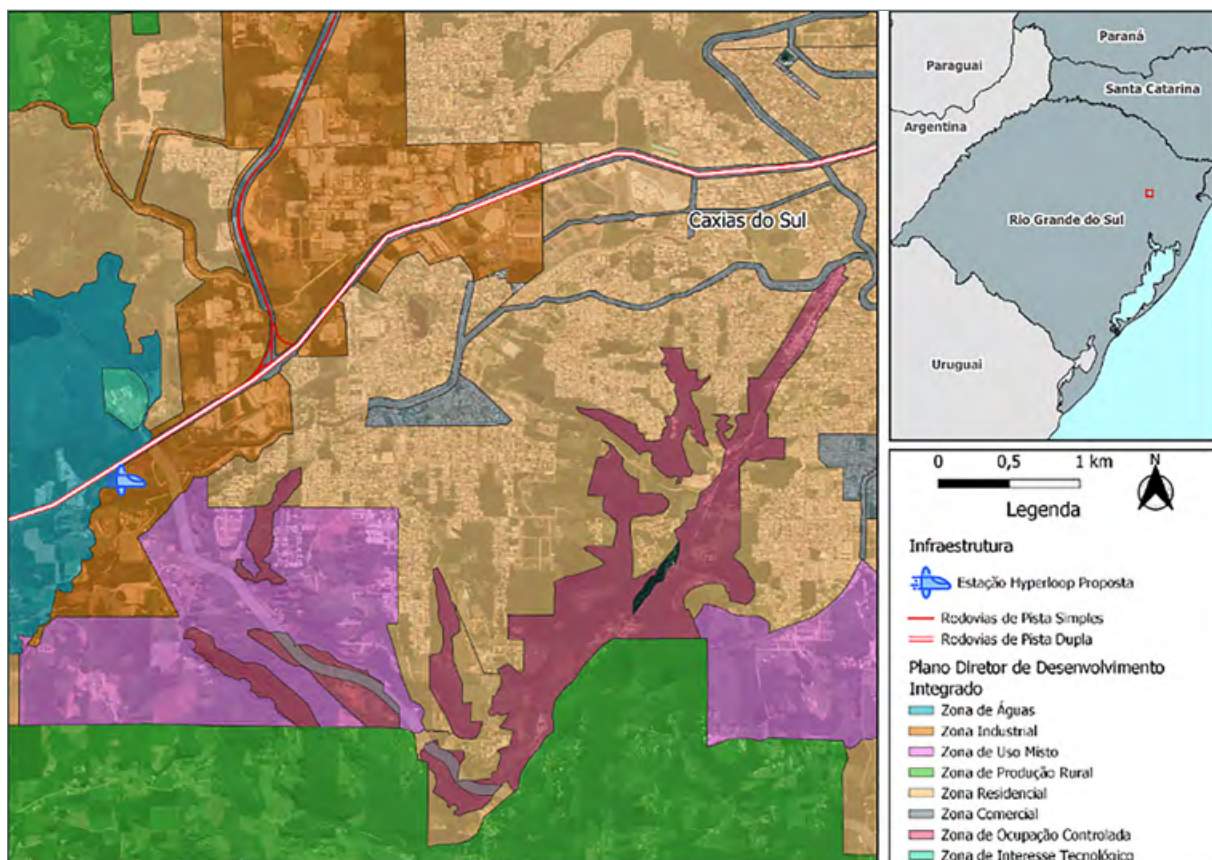 Caxias do Sul
Paraná
Paraguai
Santa Catarina
Argentina
Rio Grande do Sul
Uruguai
0 0,5 1 km
N
Legenda
Infraestrutura
Estação Hyperloop Proposta
Rodovias de Pista Simples
Rodovias de Pista Dupla
Plano Diretor de Desenvolvimento
Integrado
Zona de Águas
Zona Industrial
Zona de Uso Misto
Zona de Produção Rural
Zona Residencial
Zona Comercial
Zona de Ocupação Controlada
Zona de Interesse Tecnológico